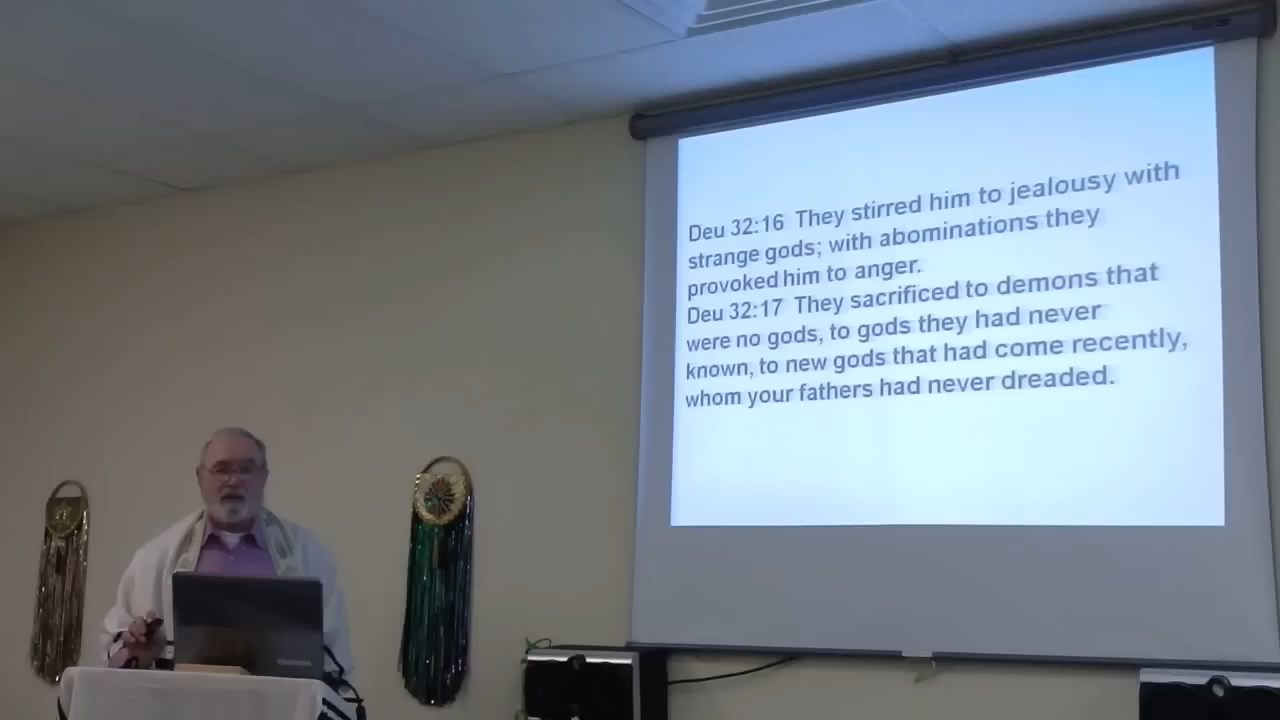 Deu 32:16 They stirred him to jealousy with
strange gods; with abominations they
provoked him to anger.
Deu 32:17 They sacrificed to demons that
were no gods, to gods they had never
known, to new gods that had come recently,
whom your fathers had never dreaded.